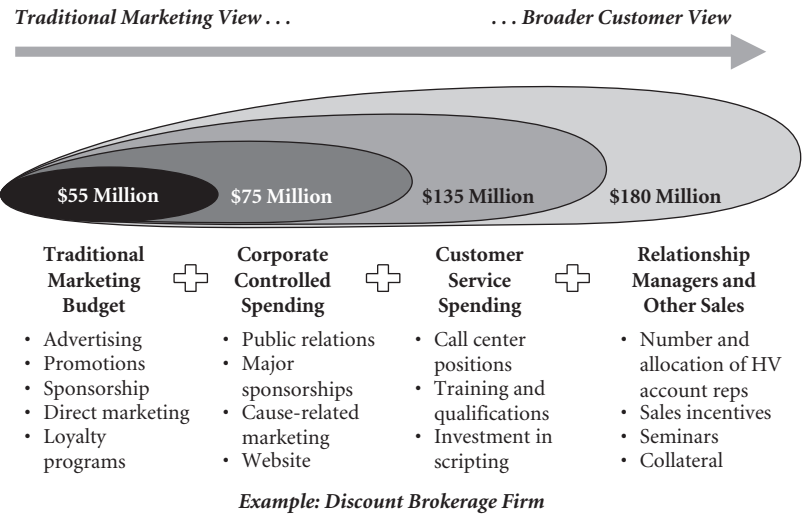 Traditional Marketing View . . .
. . . Broader Customer View
$55 Million
$75 Million
$135 Million
$180 Million
Traditional
Marketing
Budget
• Advertising
• Promotions
• Sponsorship
• Direct marketing
• Loyalty
programs
Corporate
Controlled
Spending
• Public relations
• Major
sponsorships
• Cause-related
marketing
• Website
Customer
Service
Spending
• Call center
positions
• Training and
qualifications
• Investment in
scripting
Relationship
Managers and
Other Sales
• Number and
allocation of HV
account reps
• Sales incentives
• Seminars
• Collateral
Example: Discount Brokerage Firm